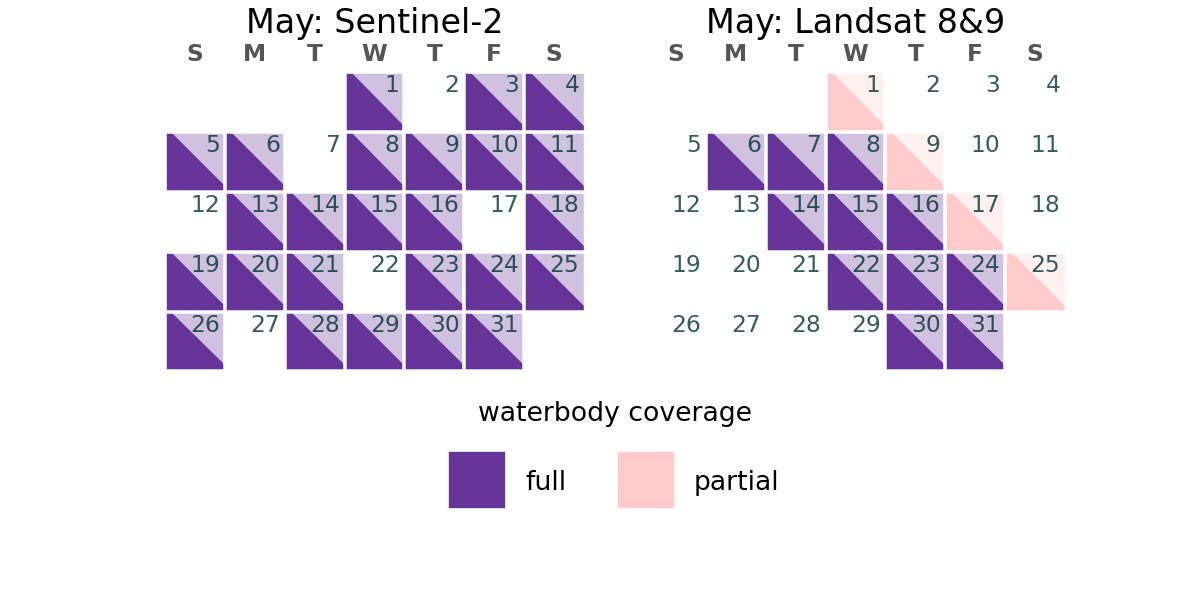 May: Sentinel-2
S M T W T F S
1 2 3 4
5 6 7 8 9 10 11
12 13 14 15 16 17 18
19 20 21 22 23 24 25
26 27 28 29 30 31
May: Landsat 8&9
S M T W T F S
1 2 3 4
5 6 7 8 9 10 11
12 13 14 15 16 17 18
19 20 21 22 23 24 25
26 27 28 29 30 31
waterbody coverage
full
partial